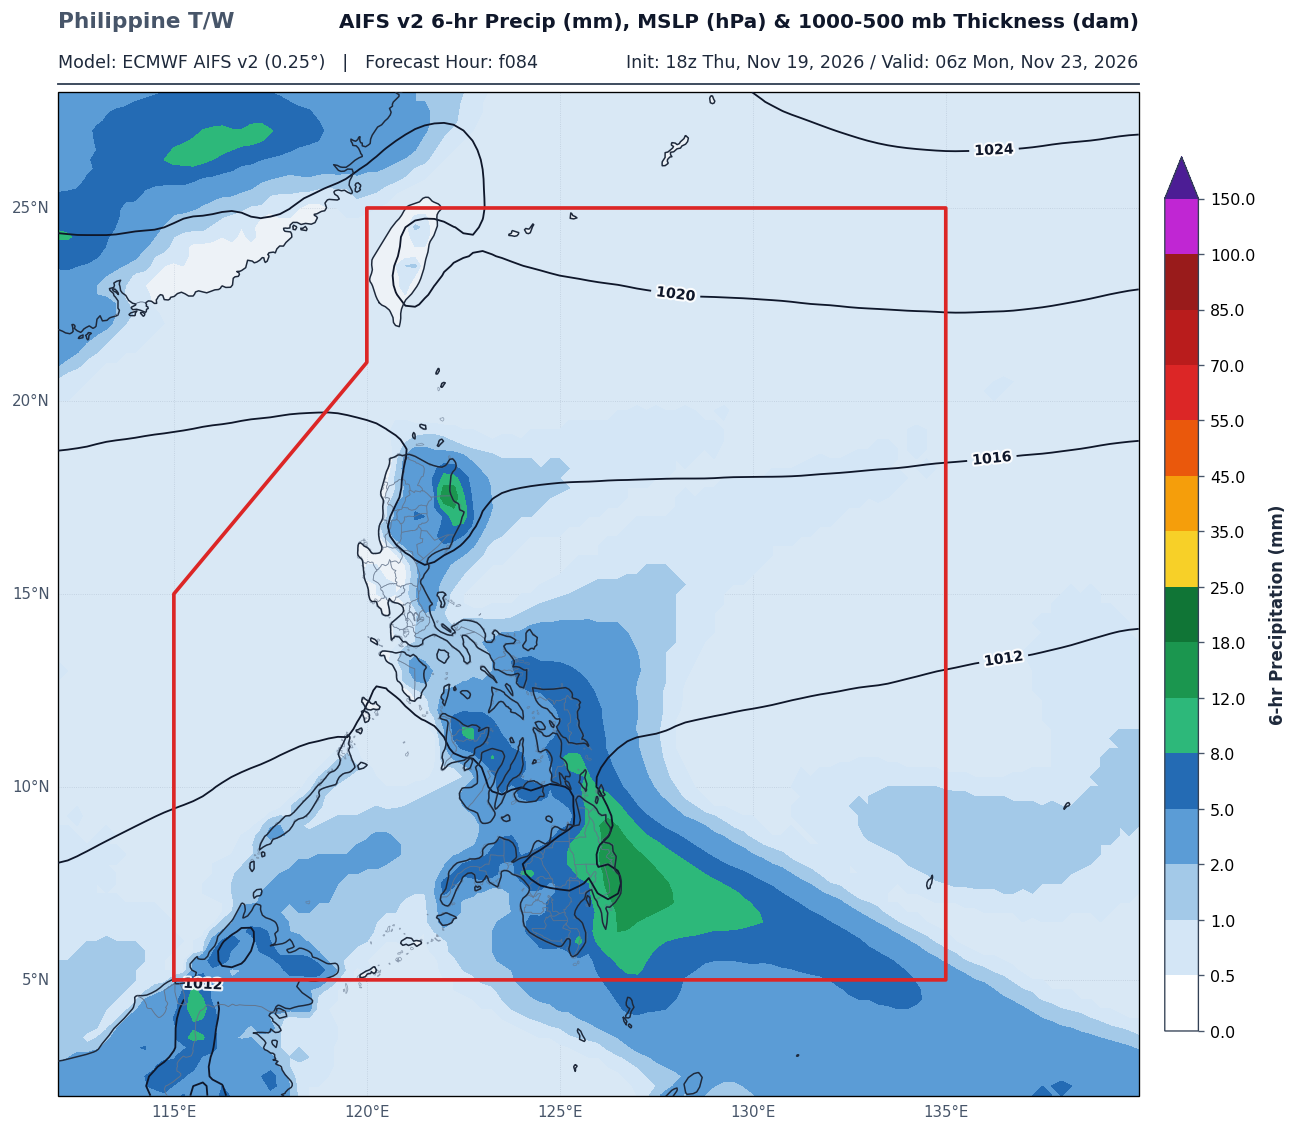 Philippine T/W
AIFS v2 6-hr Precip (mm), MSLP (hPa) & 1000-500 mb Thickness (dam)
Model: ECMWF AIFS v2 (0.25°)   |   Forecast Hour: f084
Init: 18z Thu, Nov 19, 2026 / Valid: 06z Mon, Nov 23, 2026
1024
1020
1016
1012
1012
25°N
20°N
15°N
10°N
5°N
115°E
120°E
125°E
130°E
135°E
150.0
100.0
85.0
70.0
55.0
45.0
35.0
25.0
18.0
12.0
8.0
5.0
2.0
1.0
0.5
0.0
6-hr Precipitation (mm)